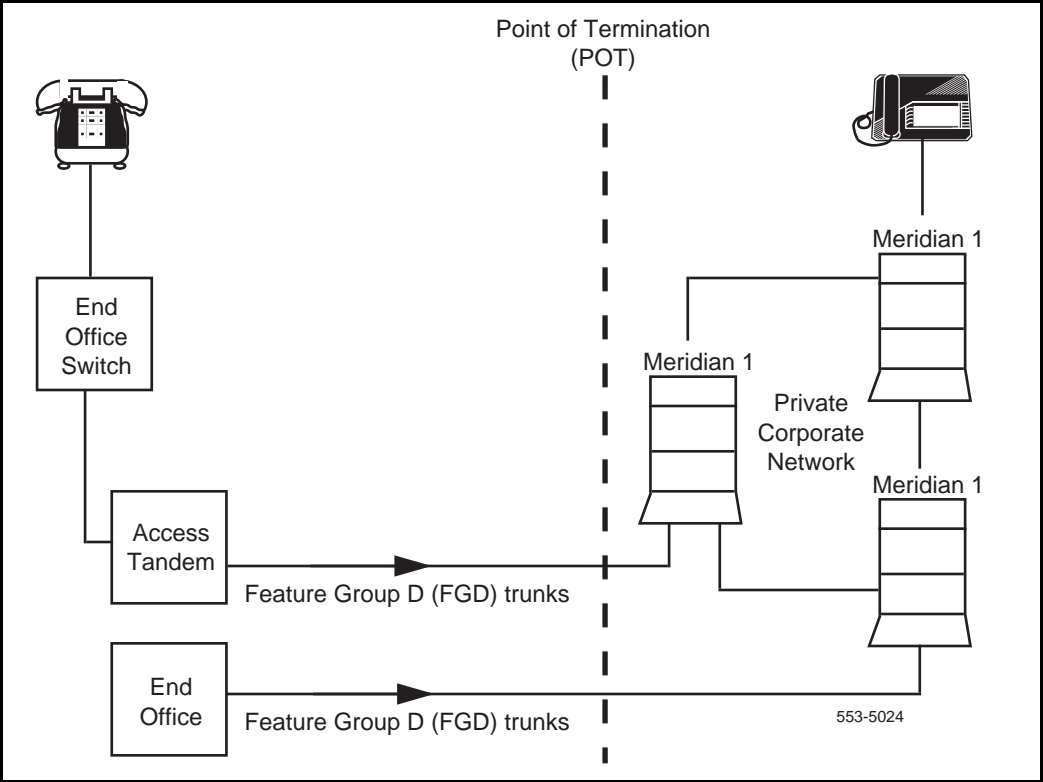 Point of Termination
(POT)
Meridian 1
End
Office
Switch
Meridian 1
Private
Corporate
Network
Meridian 1
Access
Tandem
Feature Group D (FGD) trunks
End
Office
Feature Group D (FGD) trunks
553-5024